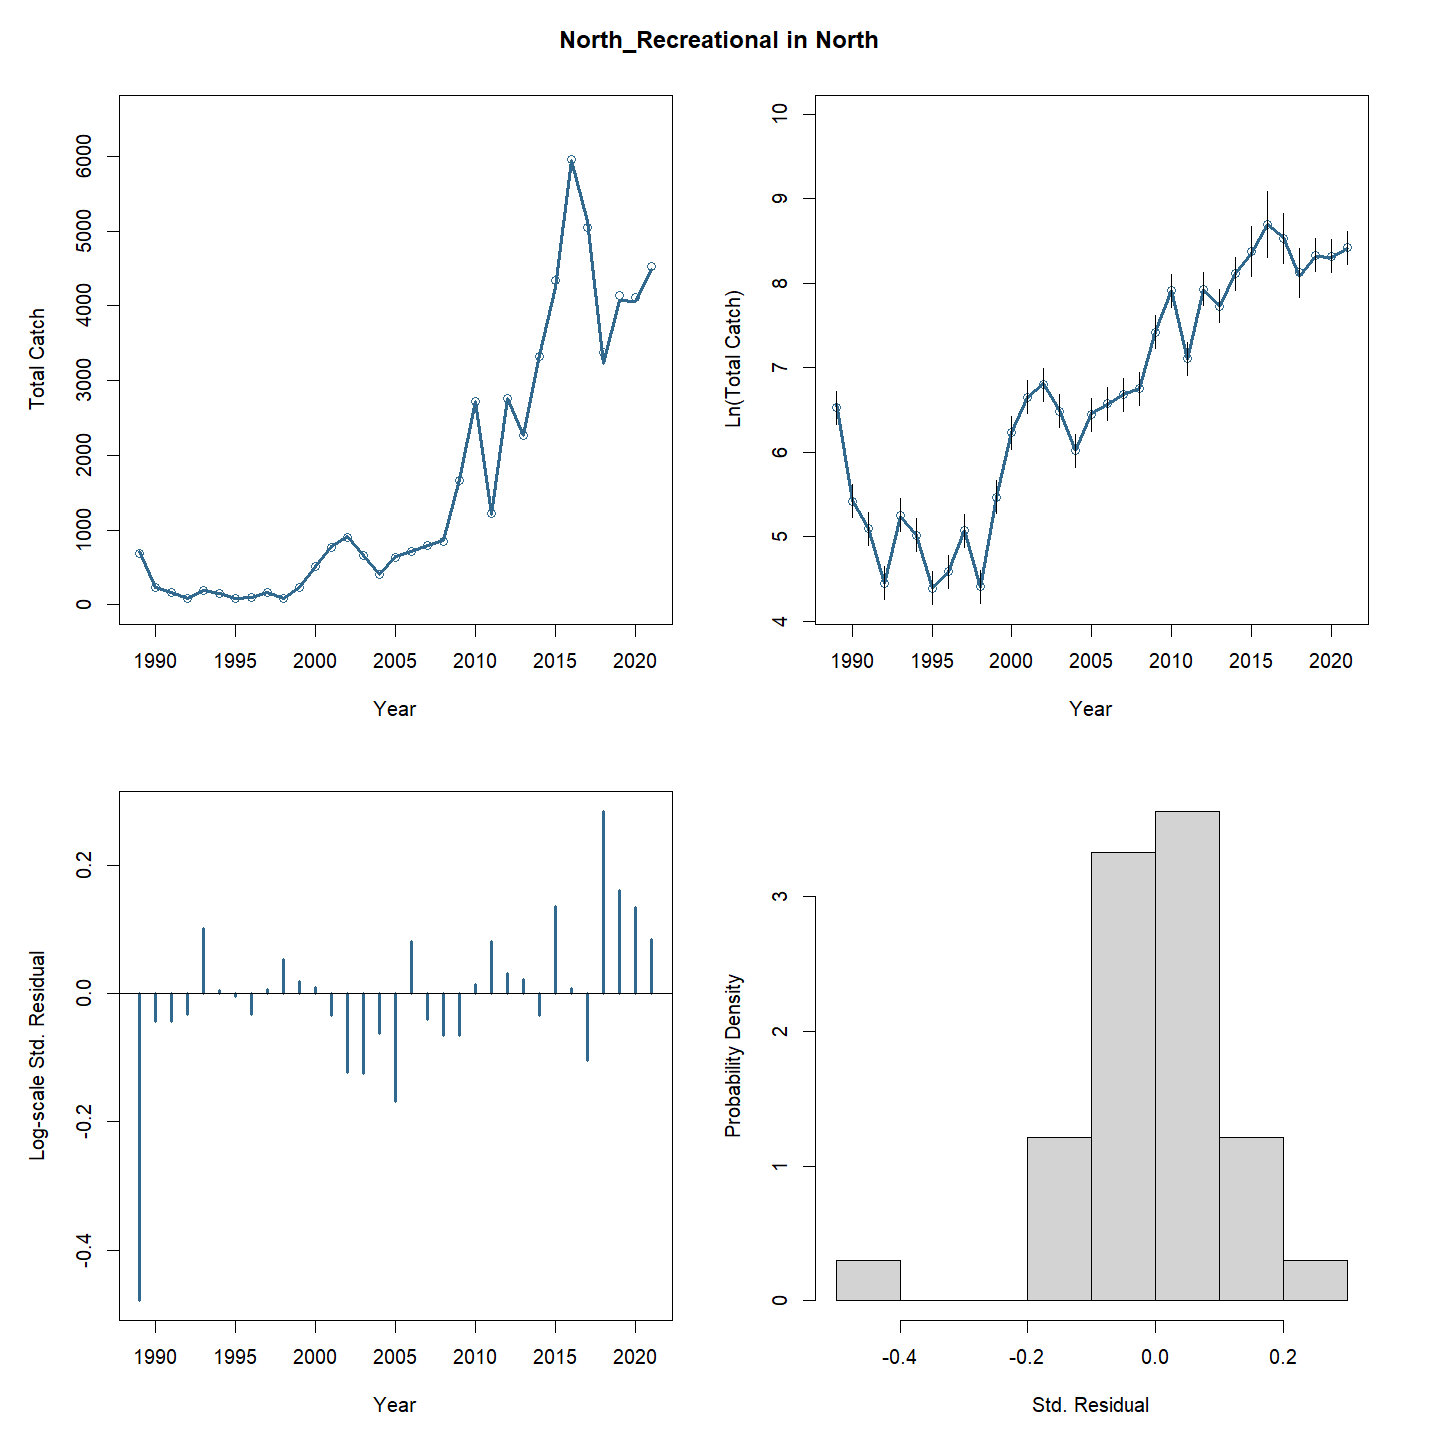 North_Recreational in North
Total Catch
6000
5000
4000
3000
2000
1000
0
1990 1995 2000 2005 2010 2015 2020
Year
Ln(Total Catch)
10
9
8
7
6
5
4
1990 1995 2000 2005 2010 2015 2020
Year
Log-scale Std. Residual
0.2
0.0
-0.2
-0.4
1990 1995 2000 2005 2010 2015 2020
Year
Probability Density
3
2
1
0
-0.4 -0.2 0.0 0.2
Std. Residual